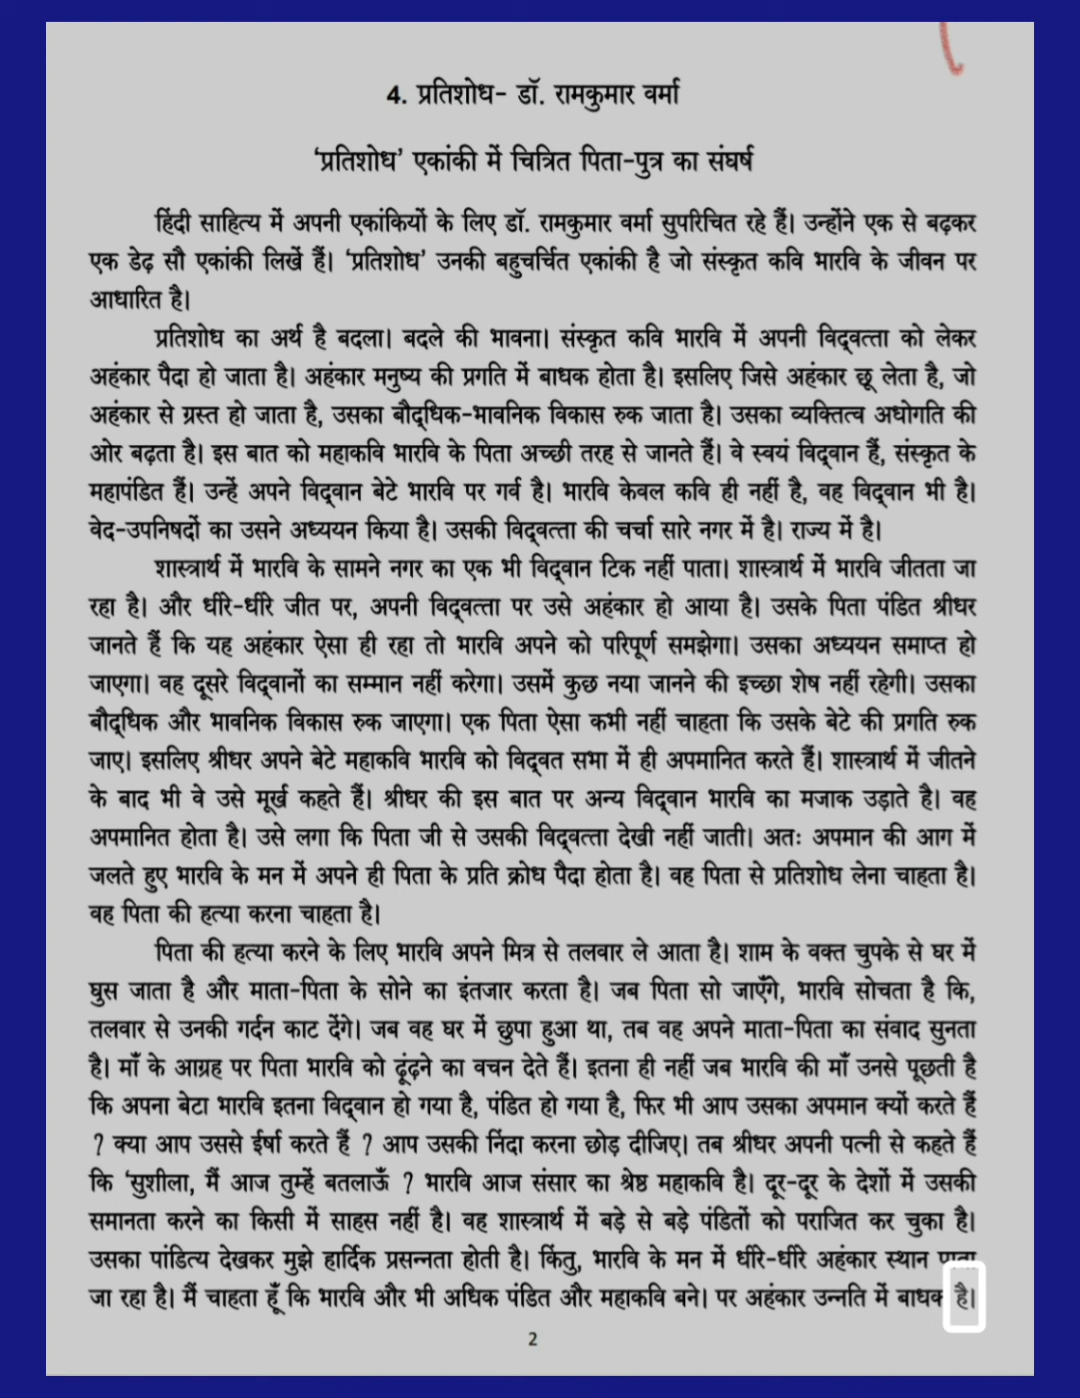 4. प्रतिशोध- डॉ. रामकुमार वर्मा
‘प्रतिशोध’ एकांकी में चित्रित पिता-पुत्र का संघर्ष
हिंदी साहित्य में अपनी एकांकियों के लिए डॉ. रामकुमार वर्मा सुपरिचित रहे हैं। उन्होंने एक से बढ़कर
एक डेढ़ सौ एकांकी लिखें हैं। ‘प्रतिशोध’ उनकी बहुचर्चित एकांकी है जो संस्कृत कवि भारवि के जीवन पर
आधारित है।
प्रतिशोध का अर्थ है बदला। बदले की भावना। संस्कृत कवि भारवि में अपनी विद्वत्ता को लेकर
अहंकार पैदा हो जाता है। अहंकार मनुष्य की प्रगति में बाधक होता है। इसलिए जिसे अहंकार छू लेता है, जो
अहंकार से ग्रस्त हो जाता है, उसका बौद्धिक-भावनिक विकास रुक जाता है। उसका व्यक्तित्व अधोगति की
ओर बढ़ता है। इस बात को महाकवि भारवि के पिता अच्छी तरह से जानते हैं। वे स्वयं विद्वान हैं, संस्कृत के
महापंडित हैं। उन्हें अपने विद्वान बेटे भारवि पर गर्व है। भारवि केवल कवि ही नहीं है, वह विद्वान भी है।
वेद-उपनिषदों का उसने अध्ययन किया है। उसकी विद्वत्ता की चर्चा सारे नगर में है। राज्य में है।
शास्त्रार्थ में भारवि के सामने नगर का एक भी विद्वान टिक नहीं पाता। शास्त्रार्थ में भारवि जीतता जा
रहा है। और धीरे-धीरे जीत पर, अपनी विद्वत्ता पर उसे अहंकार हो आया है। उसके पिता पंडित श्रीधर
जानते हैं कि यह अहंकार ऐसा ही रहा तो भारवि अपने को परिपूर्ण समझेगा। उसका अध्ययन समाप्त हो
जाएगा। वह दूसरे विद्वानों का सम्मान नहीं करेगा। उसमें कुछ नया जानने की इच्छा शेष नहीं रहेगी। उसका
बौद्धिक और भावनिक विकास रुक जाएगा। एक पिता ऐसा कभी नहीं चाहता कि उसके बेटे की प्रगति रुक
जाए। इसलिए श्रीधर अपने बेटे महाकवि भारवि को विद्वत सभा में ही अपमानित करते हैं। शास्त्रार्थ में जीतने
के बाद भी वे उसे मूर्ख कहते हैं। श्रीधर की इस बात पर अन्य विद्वान भारवि का मजाक उड़ाते है। वह
अपमानित होता है। उसे लगा कि पिता जी से उसकी विद्वत्ता देखी नहीं जाती। अतः अपमान की आग में
जलते हुए भारवि के मन में अपने ही पिता के प्रति क्रोध पैदा होता है। वह पिता से प्रतिशोध लेना चाहता है।
वह पिता की हत्या करना चाहता है।
पिता की हत्या करने के लिए भारवि अपने मित्र से तलवार ले आता है। शाम के वक्त चुपके से घर में
घुस जाता है और माता-पिता के सोने का इंतजार करता है। जब पिता सो जाएँगे, भारवि सोचता है कि,
तलवार से उनकी गर्दन काट देंगे। जब वह घर में छुपा हुआ था, तब वह अपने माता-पिता का संवाद सुनता
है। माँ के आग्रह पर पिता भारवि को ढूंढ़ने का वचन देते हैं। इतना ही नहीं जब भारवि की माँ उनसे पूछती है
कि अपना बेटा भारवि इतना विद्वान हो गया है, पंडित हो गया है, फिर भी आप उसका अपमान क्यों करते हैं
? क्या आप उससे ईर्षा करते हैं ? आप उसकी निंदा करना छोड़ दीजिए। तब श्रीधर अपनी पत्नी से कहते हैं
कि ‘सुशीला, मैं आज तुम्हें बतलाऊँ ? भारवि आज संसार का श्रेष्ठ महाकवि है। दूर-दूर के देशों में उसकी
समानता करने का किसी में साहस नहीं है। वह शास्त्रार्थ में बड़े से बड़े पंडितों को पराजित कर चुका है।
उसका पांडित्य देखकर मुझे हार्दिक प्रसन्नता होती है। किंतु, भारवि के मन में धीरे-धीरे अहंकार स्थान पाता
जा रहा है। मैं चाहता हूँ कि भारवि और भी अधिक पंडित और महाकवि बने। पर अहंकार उन्नति में बाधक है।
2